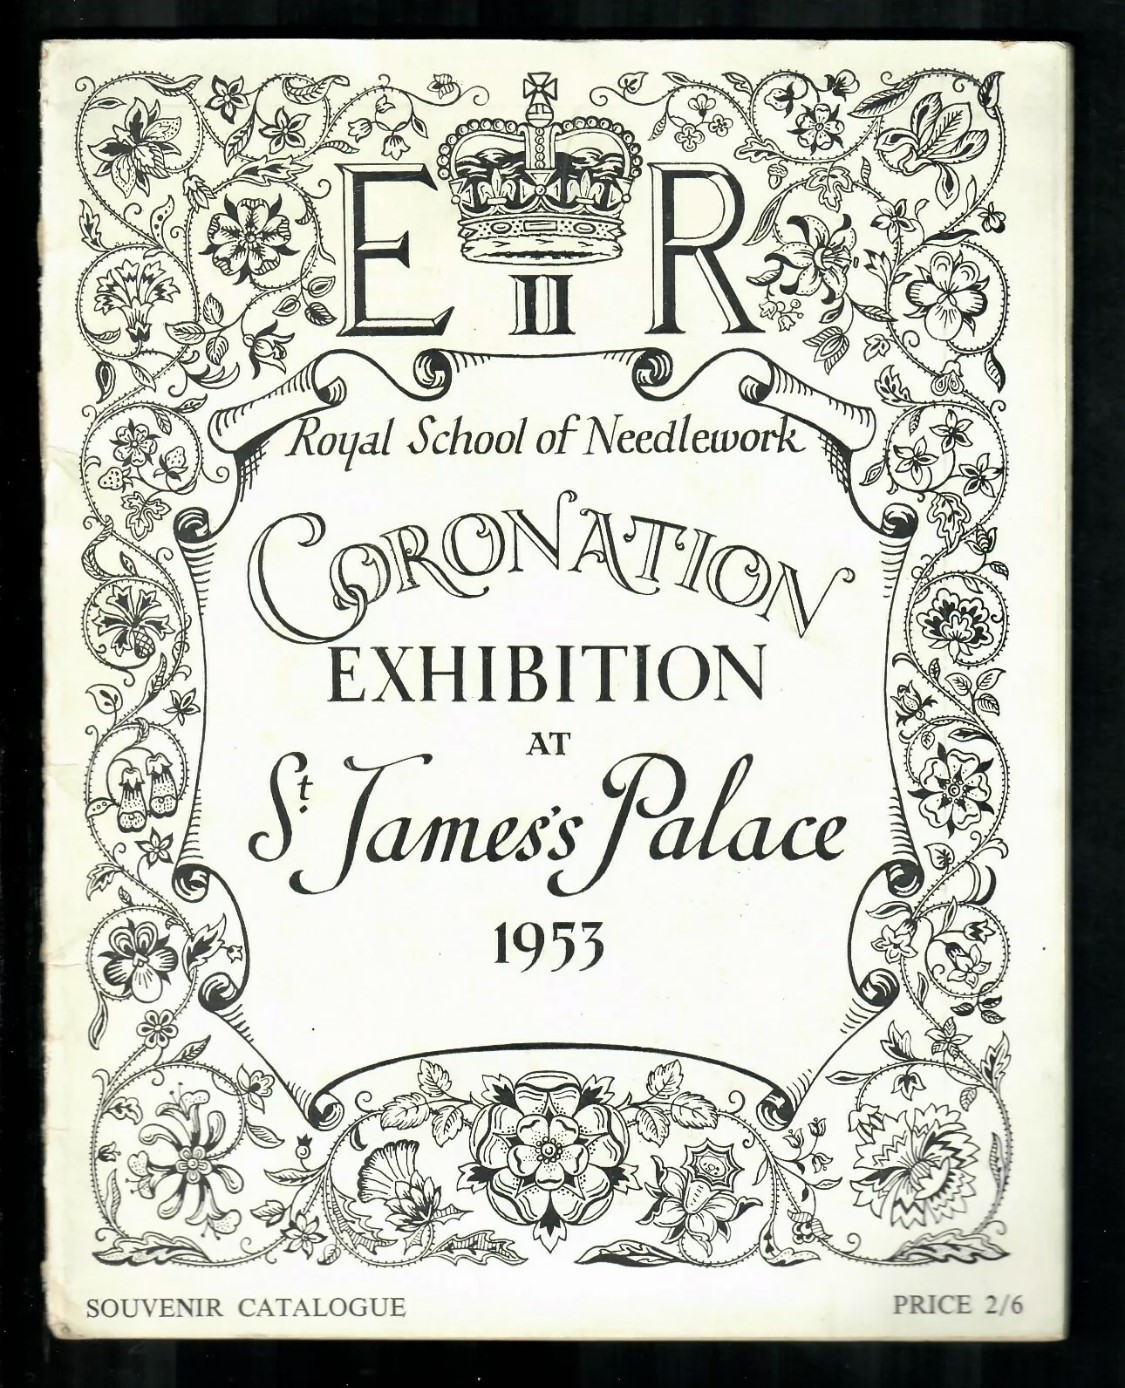 E R
II
Royal School of Needlework
CORONATION
EXHIBITION
AT
St. James's Palace
1953
SOUVENIR CATALOGUE PRICE 2/6